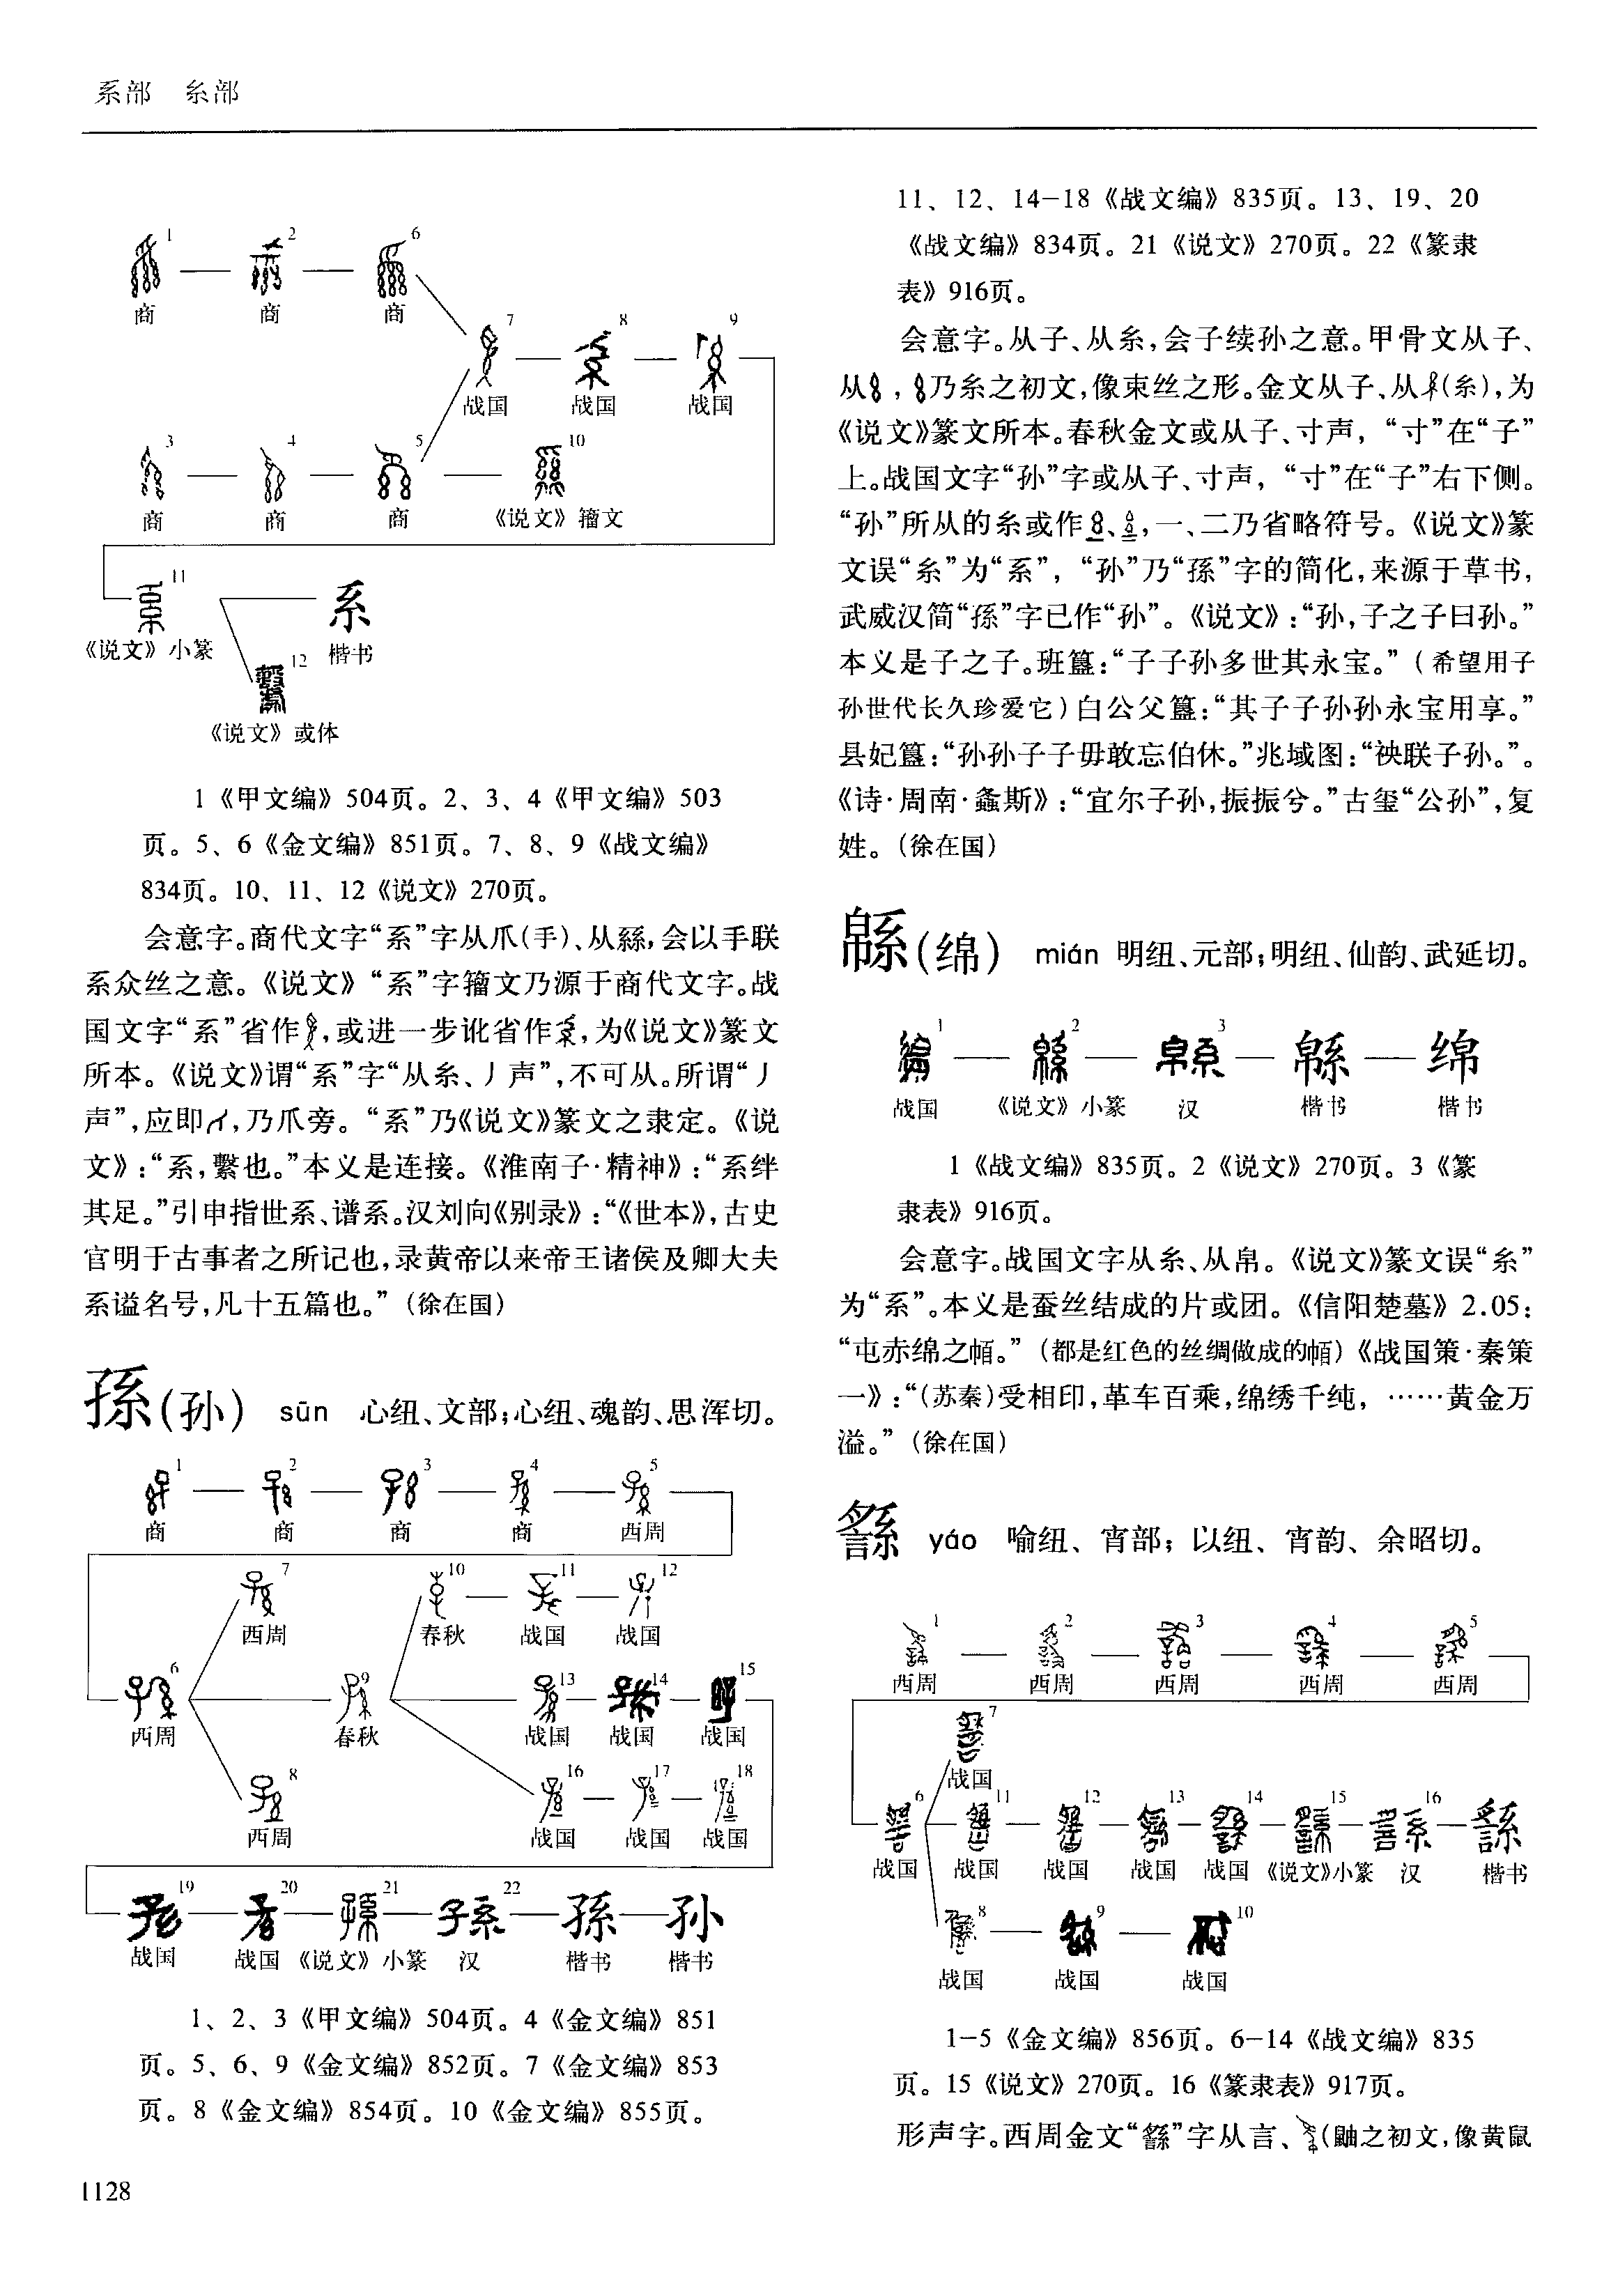 系部　糸部
1 2 6
商 商 商
7 8 9
战国 战国 战国
3 4 5 10
商 商 商 《说文》籀文
11 系
《说文》小篆 12 楷书
《说文》或体
1《甲文编》504页。2、3、4《甲文编》503
页。5、6《金文编》851页。7、8、9《战文编》
834页。10、11、12《说文》270页。
会意字。商代文字“系”字从爪(手)、从絲,会以手联
系众丝之意。《说文》“系”字籀文乃源于商代文字。战
国文字“系”省作,或进一步讹省作,为《说文》篆文
所本。《说文》谓“系”字“从糸、丿声”,不可从。所谓“丿
声”,应即,乃爪旁。“系”乃《说文》篆文之隶定。《说
文》:“系,繫也。”本义是连接。《淮南子·精神》:“系绊
其足。”引申指世系、谱系。汉刘向《别录》:“《世本》,古史
官明于古事者之所记也,录黄帝以来帝王诸侯及卿大夫
系谥名号,凡十五篇也。”(徐在国)
孫(孙) sūn 心纽、文部;心纽、魂韵、思浑切。
1 2 3 4 5
商 商 商 商 西周
7 10 11 12
西周 春秋 战国 战国
6 9 13 14 15
西周 春秋 战国 战国 战国
8 16 17 18
西周 战国 战国 战国
19 20 21 22 孫 孙
战国 战国 《说文》小篆 汉 楷书 楷书
1、2、3《甲文编》504页。4《金文编》851
页。5、6、9《金文编》852页。7《金文编》853
页。8《金文编》854页。10《金文编》855页。
1128
11、12、14-18《战文编》835页。13、19、20
《战文编》834页。21《说文》270页。22《篆隶
表》916页。
会意字。从子、从糸,会子续孙之意。甲骨文从子、
从,乃糸之初文,像束丝之形。金文从子、从(糸),为
《说文》篆文所本。春秋金文或从子、寸声,“寸”在“子”
上。战国文字“孙”字或从子、寸声,“寸”在“子”右下侧。
“孙”所从的糸或作、,一、二乃省略符号。《说文》篆
文误“糸”为“系”,“孙”乃“孫”字的简化,来源于草书,
武威汉简“孫”字已作“孙”。《说文》:“孙,子之子曰孙。”
本义是子之子。班簋:“子子孙多世其永宝。”(希望用子
孙世代长久珍爱它)白公父簋:“其子子孙孙永宝用享。”
县妃簋:“孙孙子子毋敢忘伯休。”兆域图:“袂联子孙。”。
《诗·周南·螽斯》:“宜尔子孙,振振兮。”古玺“公孙”,复
姓。(徐在国)
緜(绵) mián 明纽、元部;明纽、仙韵、武延切。
1 2 3 緜 绵
战国 《说文》小篆 汉 楷书 楷书
1《战文编》835页。2《说文》270页。3《篆
隶表》916页。
会意字。战国文字从糸、从帛。《说文》篆文误“糸”
为“系”。本义是蚕丝结成的片或团。《信阳楚墓》2.05:
“屯赤绵之帞。”(都是红色的丝绸做成的帞)《战国策·秦策
一》:“(苏秦)受相印,革车百乘,绵绣千纯,……黄金万
溢。”(徐在国)
繇 yáo 喻纽、宵部;以纽、宵韵、余昭切。
1 2 3 4 5
西周 西周 西周 西周 西周
7
战国
6 11 12 13 14 15 16 繇
战国 战国 战国 战国 战国 《说文》小篆 汉 楷书
8 9 10
战国 战国 战国
1-5《金文编》856页。6-14《战文编》835
页。15《说文》270页。16《篆隶表》917页。
形声字。西周金文“繇”字从言、(鼬之初文,像黄鼠